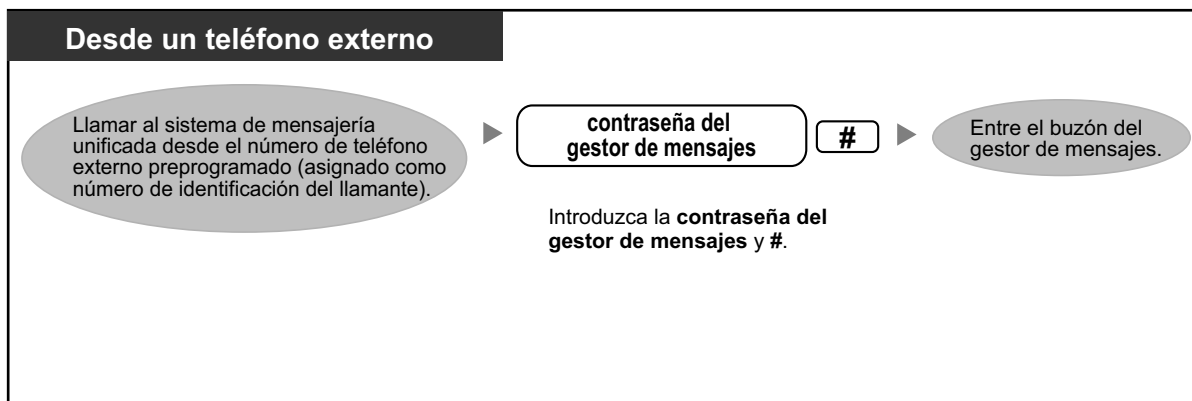 Desde un teléfono externo
Llamar al sistema de mensajería
unificada desde el número de teléfono
externo preprogramado (asignado como
número de identificación del llamante).
contraseña del
gestor de mensajes
#
Entre el buzón del
gestor de mensajes.
Introduzca la contraseña del
gestor de mensajes y #.